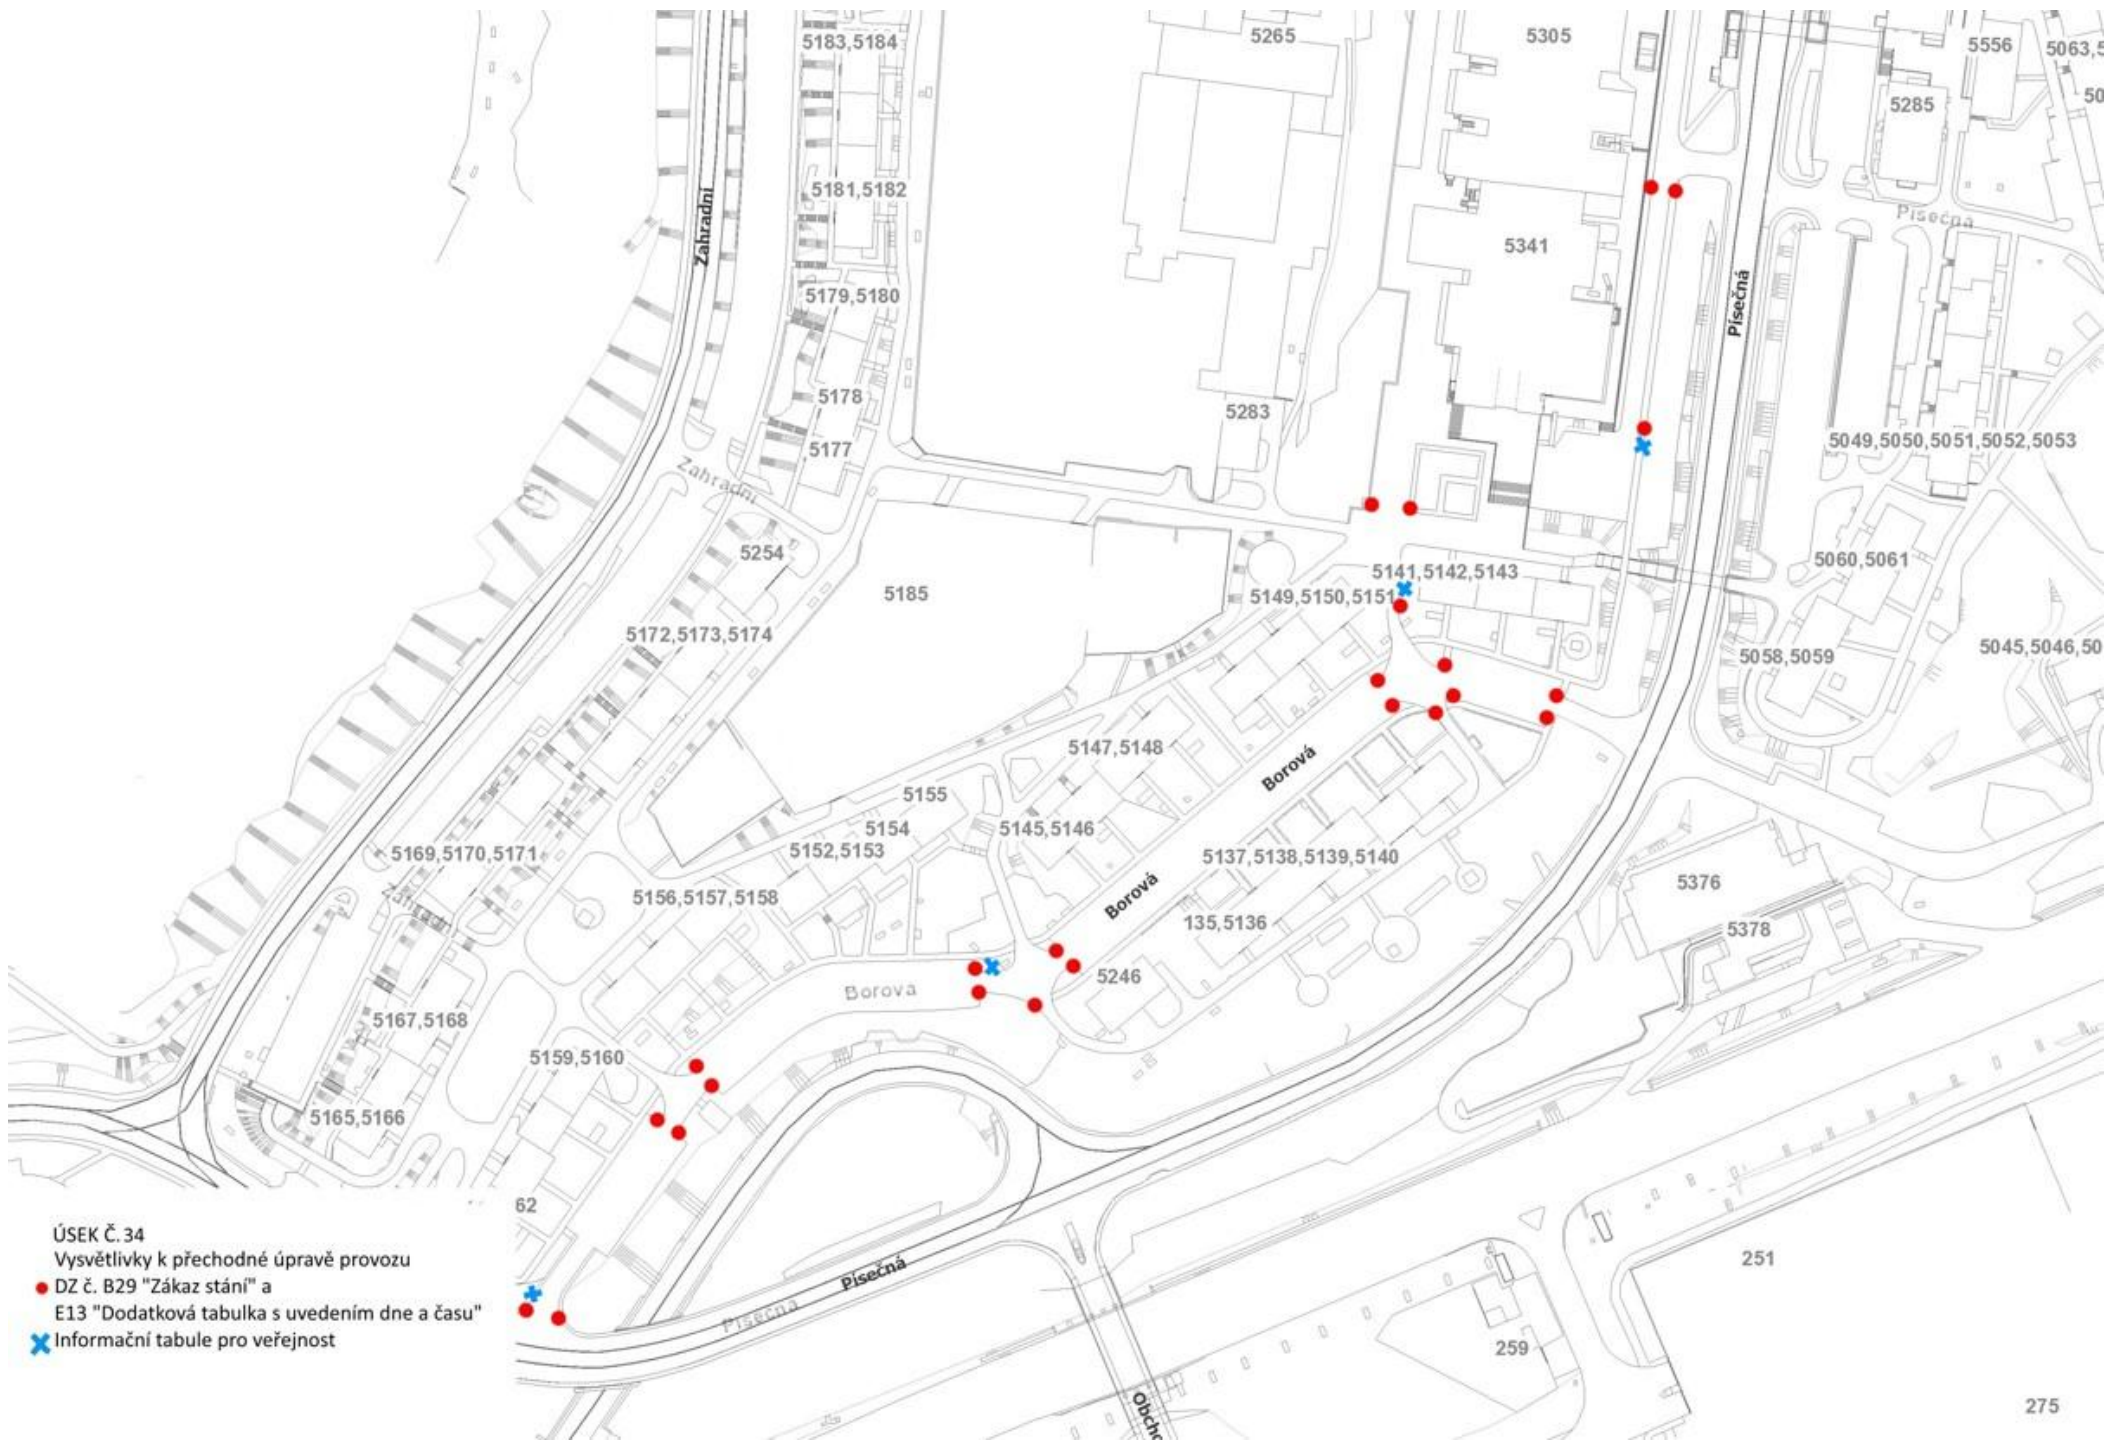 5183,5184
5265
5305
5556
5063,5
50
5285
5181,5182
Písečná
Zahradní
5341
5179,5180
Písečná
5178
5283
5177
5049,5050,5051,5052,5053
Zahradní
5254
5060,5061
5141,5142,5143
5185
5149,5150,5151
5172,5173,5174
5058,5059
5045,5046,50
5147,5148
Borová
5155
5154
5145,5146
5152,5153
5169,5170,5171
5137,5138,5139,5140
5376
Borová
5156,5157,5158
135,5136
5378
5246
Borova
5167,5168
5159,5160
5165,5166
62
251
Písečná
Písečna
259
Obcho
275
ÚSEK Č. 34
Vysvětlivky k přechodné úpravě provozu
DZ č. B29 "Zákaz stání" a
E13 "Dodatková tabulka s uvedením dne a času"
Informační tabule pro veřejnost